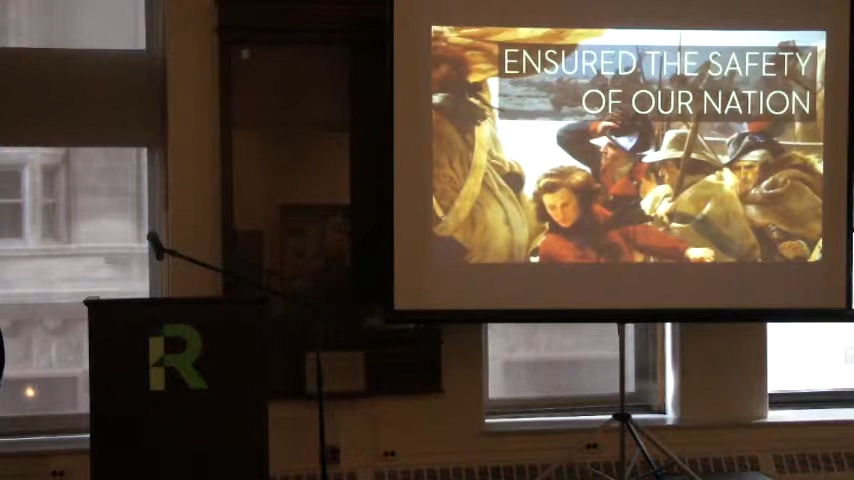 ENSURED THE SAFETY
OF OUR NATION
R